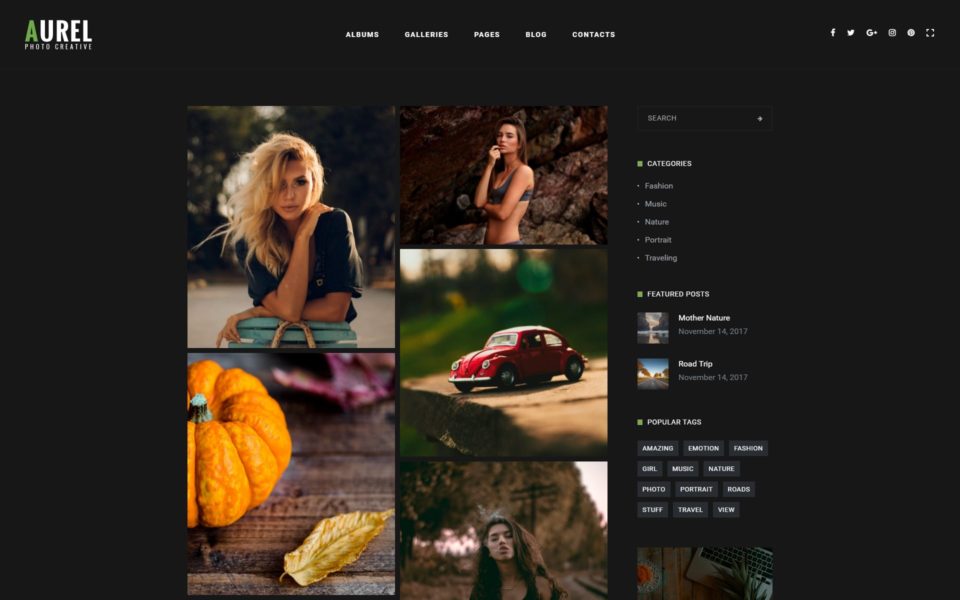 AUREL
PHOTO CREATIVE
ALBUMS GALLERIES PAGES BLOG CONTACTS
SEARCH
CATEGORIES
Fashion
Music
Nature
Portrait
Traveling
FEATURED POSTS
Mother Nature
November 14, 2017
Road Trip
November 14, 2017
POPULAR TAGS
AMAZING EMOTION FASHION
GIRL MUSIC NATURE
PHOTO PORTRAIT ROADS
STUFF TRAVEL VIEW